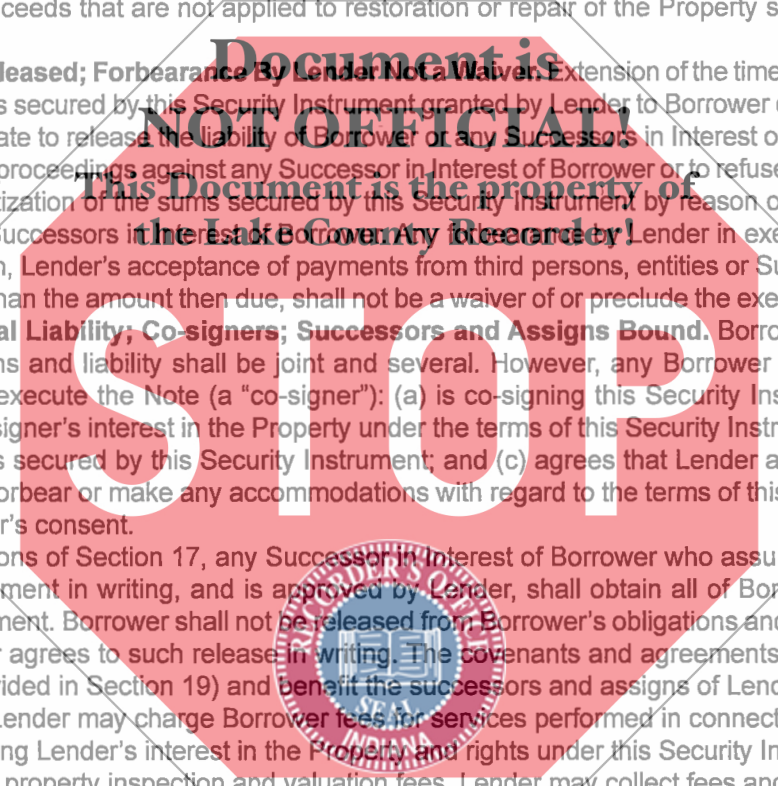 ceeds that are not applied to restoration or repair of the Property s
Document is
leased; Forbearance By Lender Not a Waiver. Extension of the time
s secured by this Security Instrument granted by Lender to Borrower
NOT OFFICIAL!
ate to release the liability of Borrower or any Successors in Interest o
proceedings against any Successor in Interest of Borrower or to refuse
This Document is the property of
ization of the sums secured by this Security Instrument by reason o
the Lake County Recorder!
uccessors in Interest of Borrower. Any forbearance by Lender in exe
n, Lender's acceptance of payments from third persons, entities or Su
han the amount then due, shall not be a waiver of or preclude the exe
al Liability; Co-signers; Successors and Assigns Bound. Borro
ns and liability shall be joint and several. However, any Borrower
execute the Note (a "co-signer"): (a) is co-signing this Security Ins
STOP
signer's interest in the Property under the terms of this Security Instr
s secured by this Security Instrument; and (c) agrees that Lender a
orbear or make any accommodations with regard to the terms of this
r's consent.
ons of Section 17, any Successor in Interest of Borrower who assu
ment in writing, and is approved by Lender, shall obtain all of Bor
ment. Borrower shall not be released from Borrower's obligations and
r agrees to such release in writing. The covenants and agreements
RECORDER'S OFFICE
vided in Section 19) and benefit the successors and assigns of Lend
SEAL
Lender may charge Borrower fees for services performed in connect
INDIANA
ng Lender's interest in the Property and rights under this Security In
property inspection and valuation fees. Lender may collect fees and